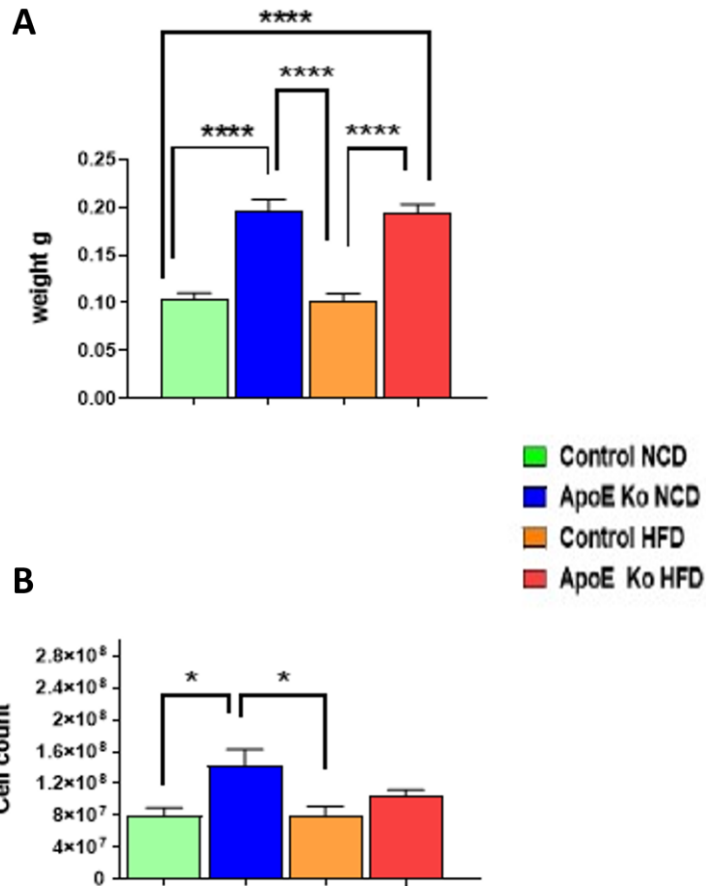 A
****
****
**** ****
0.25
0.20
0.15
0.10
0.05
0.00
weight g
Control NCD
ApoE Ko NCD
Control HFD
ApoE Ko HFD
B
2.8×10⁸
2.4×10⁸
2×10⁸
1.6×10⁸
1.2×10⁸
8×10⁷
4×10⁷
0
Cell count
* *